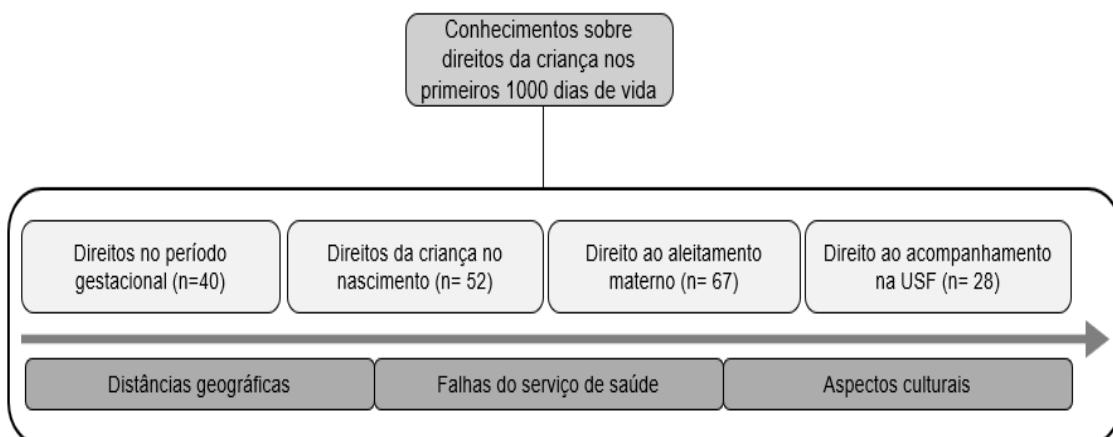 Conhecimentos sobre
direitos da criança nos
primeiros 1000 dias de vida
Direitos no período
gestacional (n=40)
Direitos da criança no
nascimento (n= 52)
Direito ao aleitamento
materno (n= 67)
Direito ao acompanhamento
na USF (n= 28)
Distâncias geográficas
Falhas do serviço de saúde
Aspectos culturais